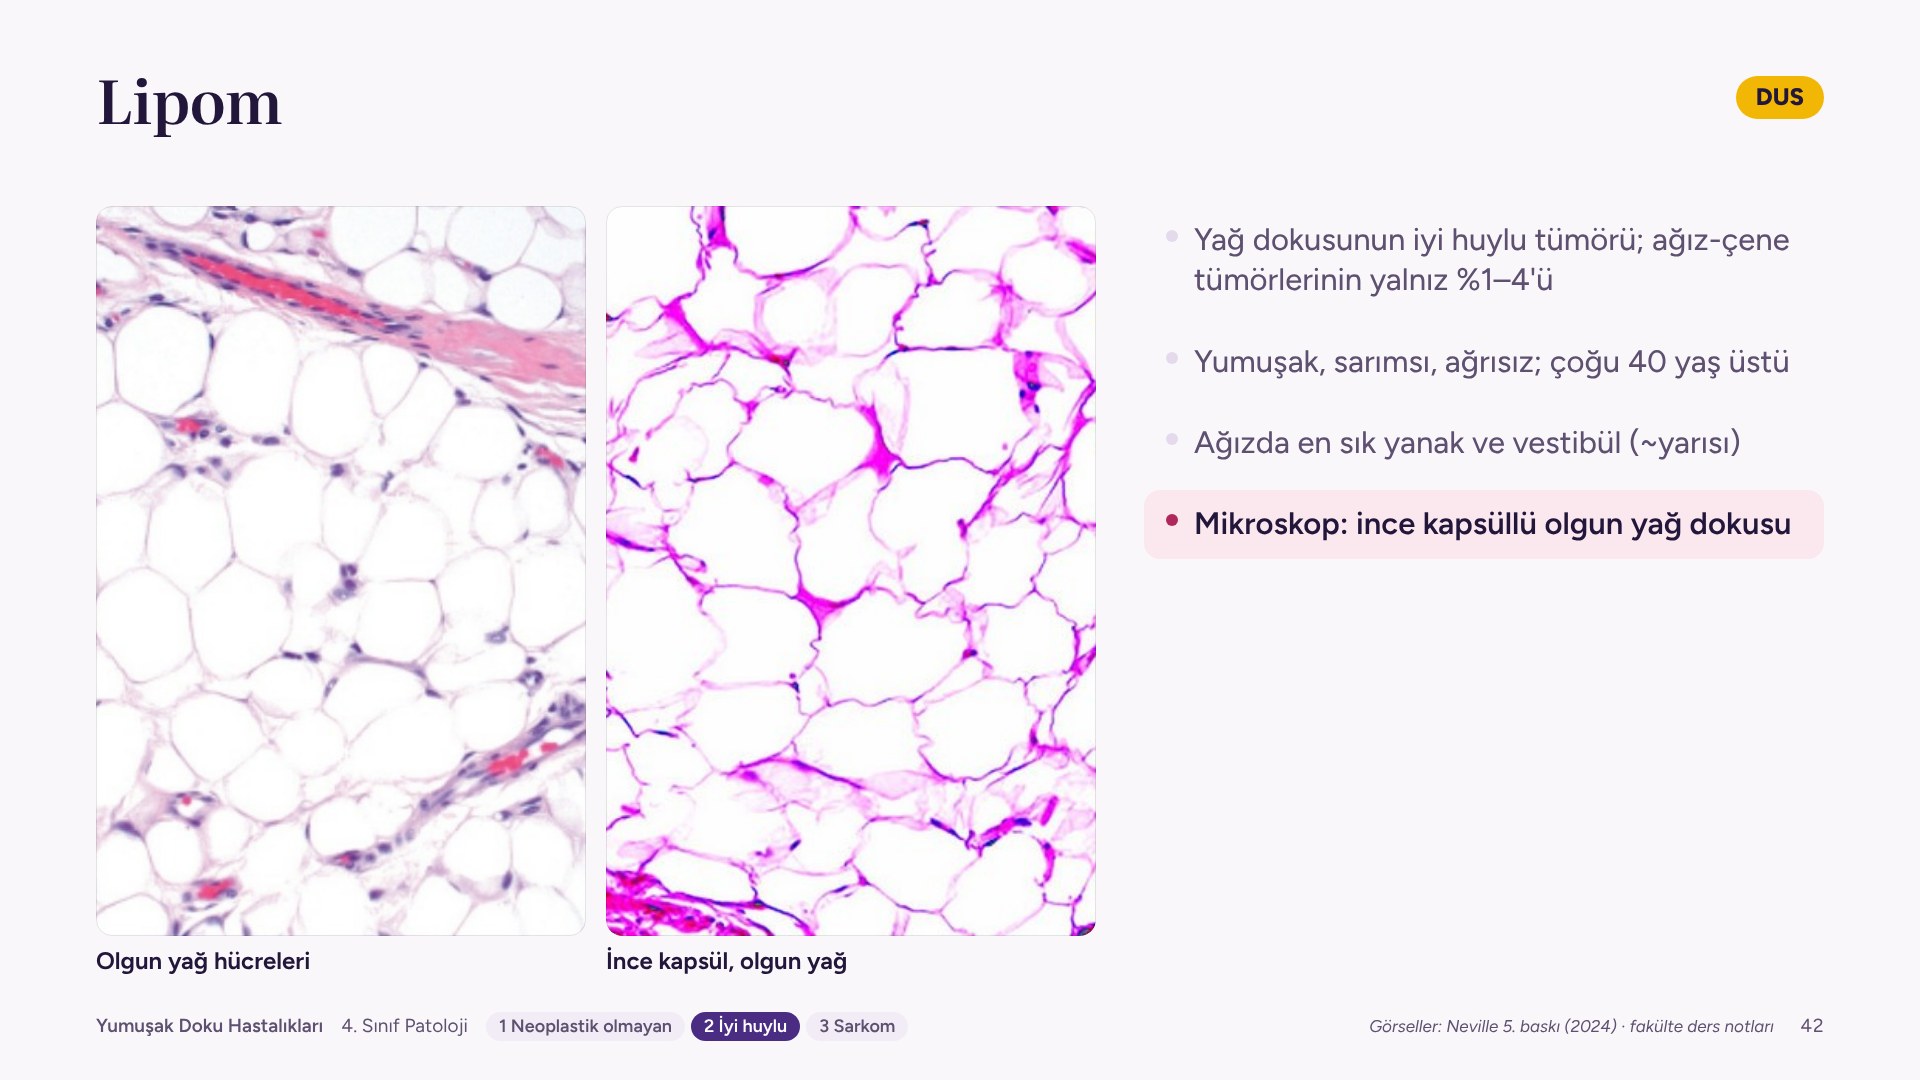 Lipom
DUS
Yağ dokusunun iyi huylu tümörü; ağız-çene
tümörlerinin yalnız %1–4'ü
Yumuşak, sarımsı, ağrısız; çoğu 40 yaş üstü
Ağızda en sık yanak ve vestibül (~yarısı)
Mikroskop: ince kapsüllü olgun yağ dokusu
Olgun yağ hücreleri
İnce kapsül, olgun yağ
Yumuşak Doku Hastalıkları 4. Sınıf Patoloji 1 Neoplastik olmayan 2 İyi huylu 3 Sarkom
Görseller: Neville 5. baskı (2024) · fakülte ders notları 42